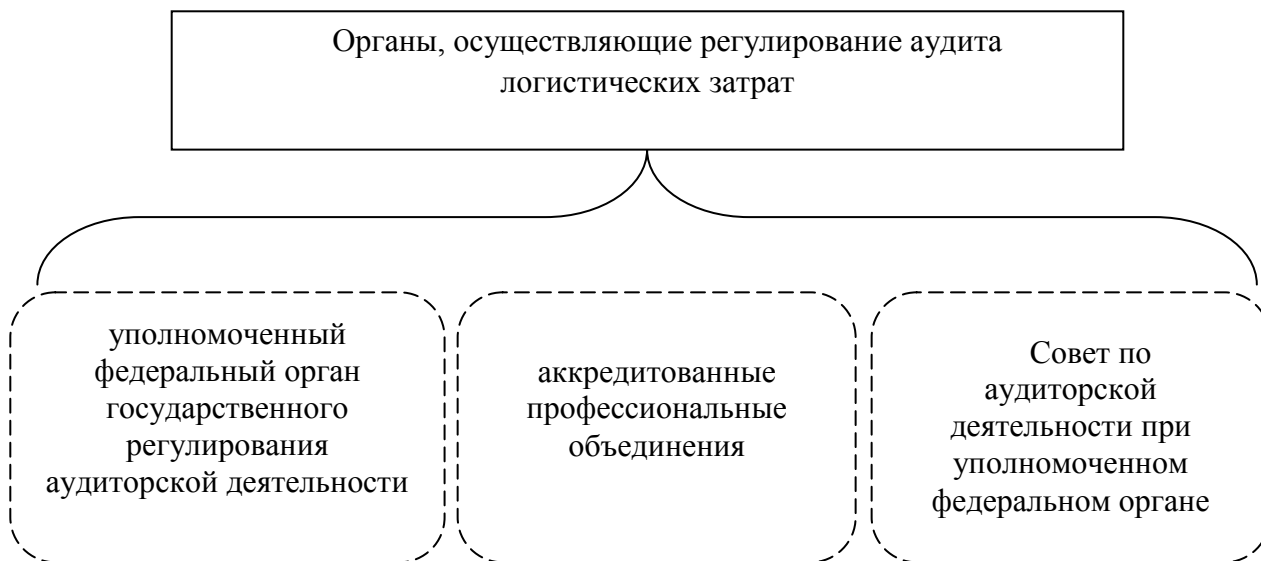 Органы, осуществляющие регулирование аудита
логистических затрат
уполномоченный
федеральный орган
государственного
регулирования
аудиторской деятельности
аккредитованные
профессиональные
объединения
Совет по
аудиторской
деятельности при
уполномоченном
федеральном органе